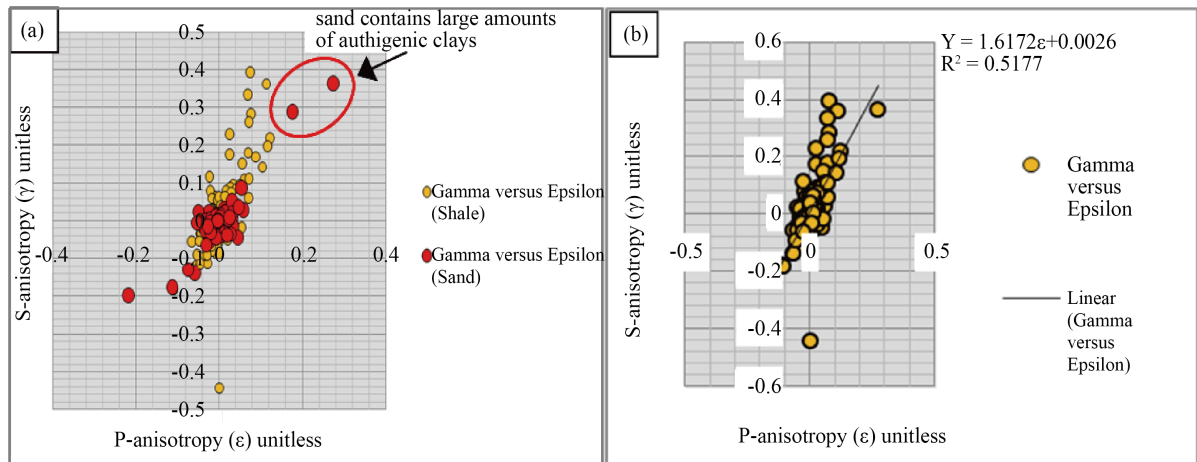 (a)
sand contains large amounts
of authigenic clays
0.5
0.4
0.3
0.2
0.1
0
-0.1
-0.2
-0.3
-0.4
-0.5
-0.4
-0.2
0
0.2
0.4
S-anisotropy (γ) unitless
P-anisotropy (ε) unitless
Gamma versus Epsilon
(Shale)
Gamma versus Epsilon
(Sand)
(b)
Y = 1.6172ε+0.0026
R² = 0.5177
0.6
0.4
0.2
0
-0.2
-0.4
-0.6
-0.5
0
0.5
S-anisotropy (γ) unitless
P-anisotropy (ε) unitless
Gamma
versus
Epsilon
Linear
(Gamma
versus
Epsilon)